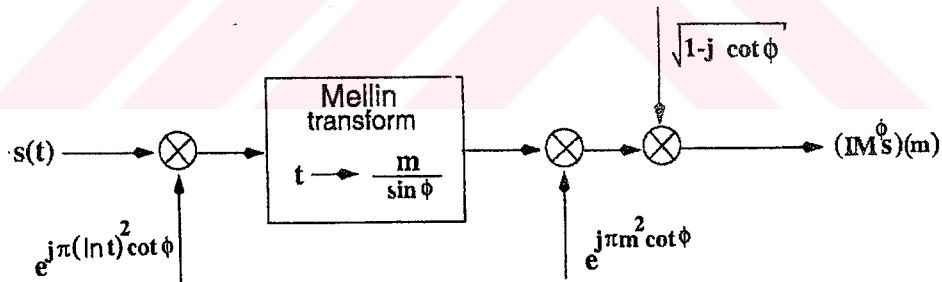 √1-j cot ϕ
Mellin
transform
t → m / sin ϕ
s(t)
(IM^ϕ s)(m)
e^jπ(ln t)^2 cot ϕ
e^jπm^2 cot ϕ